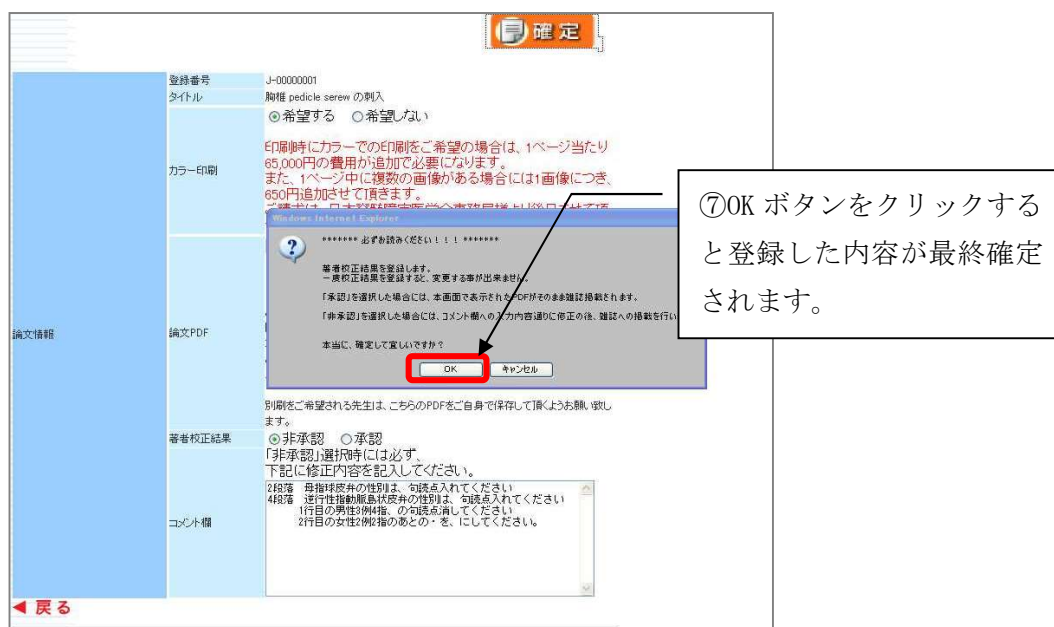 確定
登録番号
J-00000001
タイトル
胸椎 pedicle serew の刺入
希望する 希望しない
カラー印刷
印刷時にカラーでの印刷をご希望の場合は、1ページ当たり
65,000円の費用が追加で必要になります。
また、1ページ中に複数の画像がある場合には1画像につき、
650円追加させて頂きます。
Windows Internet Explorer
******* 必ずお読みください！！！ *******
著者校正結果を登録します。
一度校正結果を登録すると、変更する事が出来ません。
「承認」を選択した場合には、本画面で表示されたPDFがそのまま雑誌掲載されます。
「非承認」を選択した場合には、コメント欄への入力内容通りに修正の後、雑誌への掲載を行い
本当に、確定して宜しいですか？
OK キャンセル
⑦OK ボタンをクリックする
と登録した内容が最終確定
されます。
論文情報
論文PDF
別刷をご希望される先生は、こちらのPDFをご自身で保存して頂くようお願い致し
ます。
著者校正結果
非承認 承認
「非承認」選択時には必ず、
下記に修正内容を記入してください。
コメント欄
2段落 母指球皮弁の性別は、句読点入れてください
4段落 逆行性指動脈島状皮弁の性別は、句読点入れてください
1行目の男性3例4指、の句読点消してください
2行目の女性2例2指のあとの・を、にしてください。
戻る